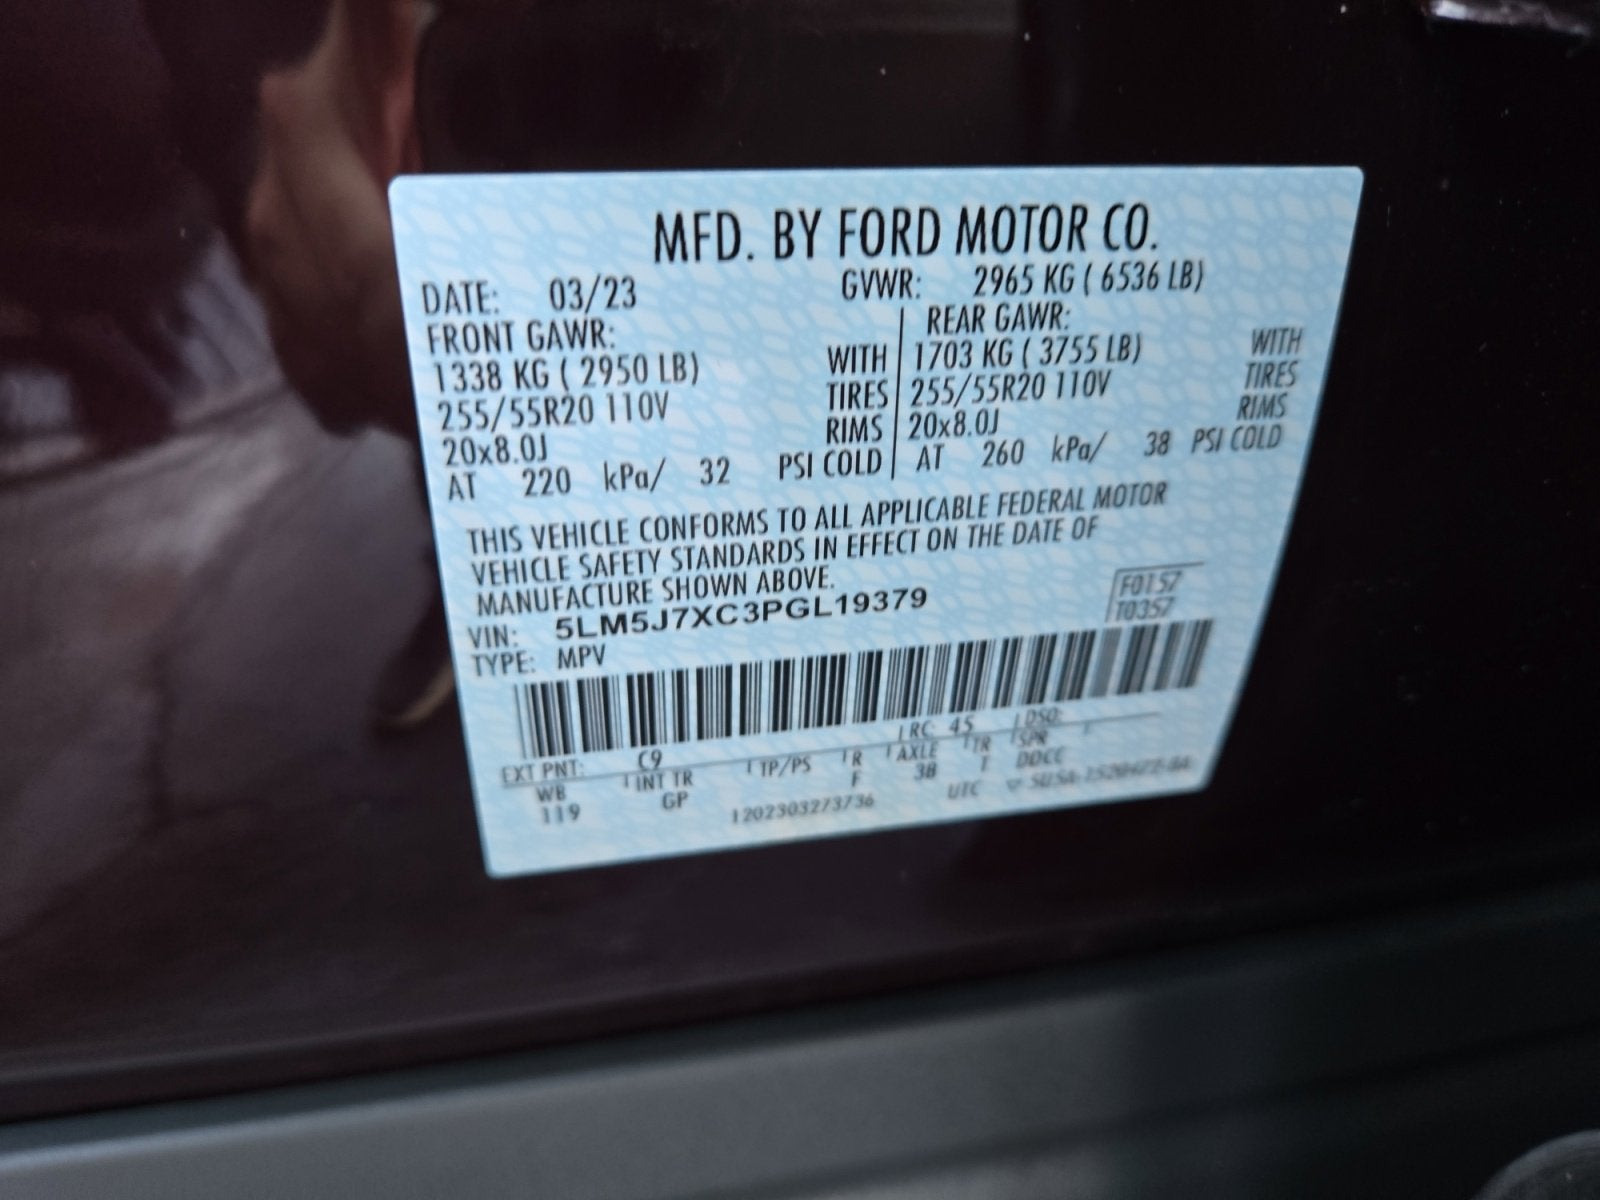 MFD. BY FORD MOTOR CO.
DATE: 03/23 GVWR: 2965 KG ( 6536 LB)
FRONT GAWR: REAR GAWR:
1338 KG ( 2950 LB) WITH 1703 KG ( 3755 LB) WITH
255/55R20 110V TIRES 255/55R20 110V TIRES
20x8.0J RIMS 20x8.0J RIMS
AT 220 kPa/ 32 PSI COLD AT 260 kPa/ 38 PSI COLD
THIS VEHICLE CONFORMS TO ALL APPLICABLE FEDERAL MOTOR
VEHICLE SAFETY STANDARDS IN EFFECT ON THE DATE OF
MANUFACTURE SHOWN ABOVE.
VIN: 5LM5J7XC3PGL19379 F0157
TYPE: MPV T0357
EXT PNT: C9 RC: 45 DSO:
WB INT TR TP/PS R AXLE TR SPR
119 GP F 38 T DDCC
1202303273736 UTC